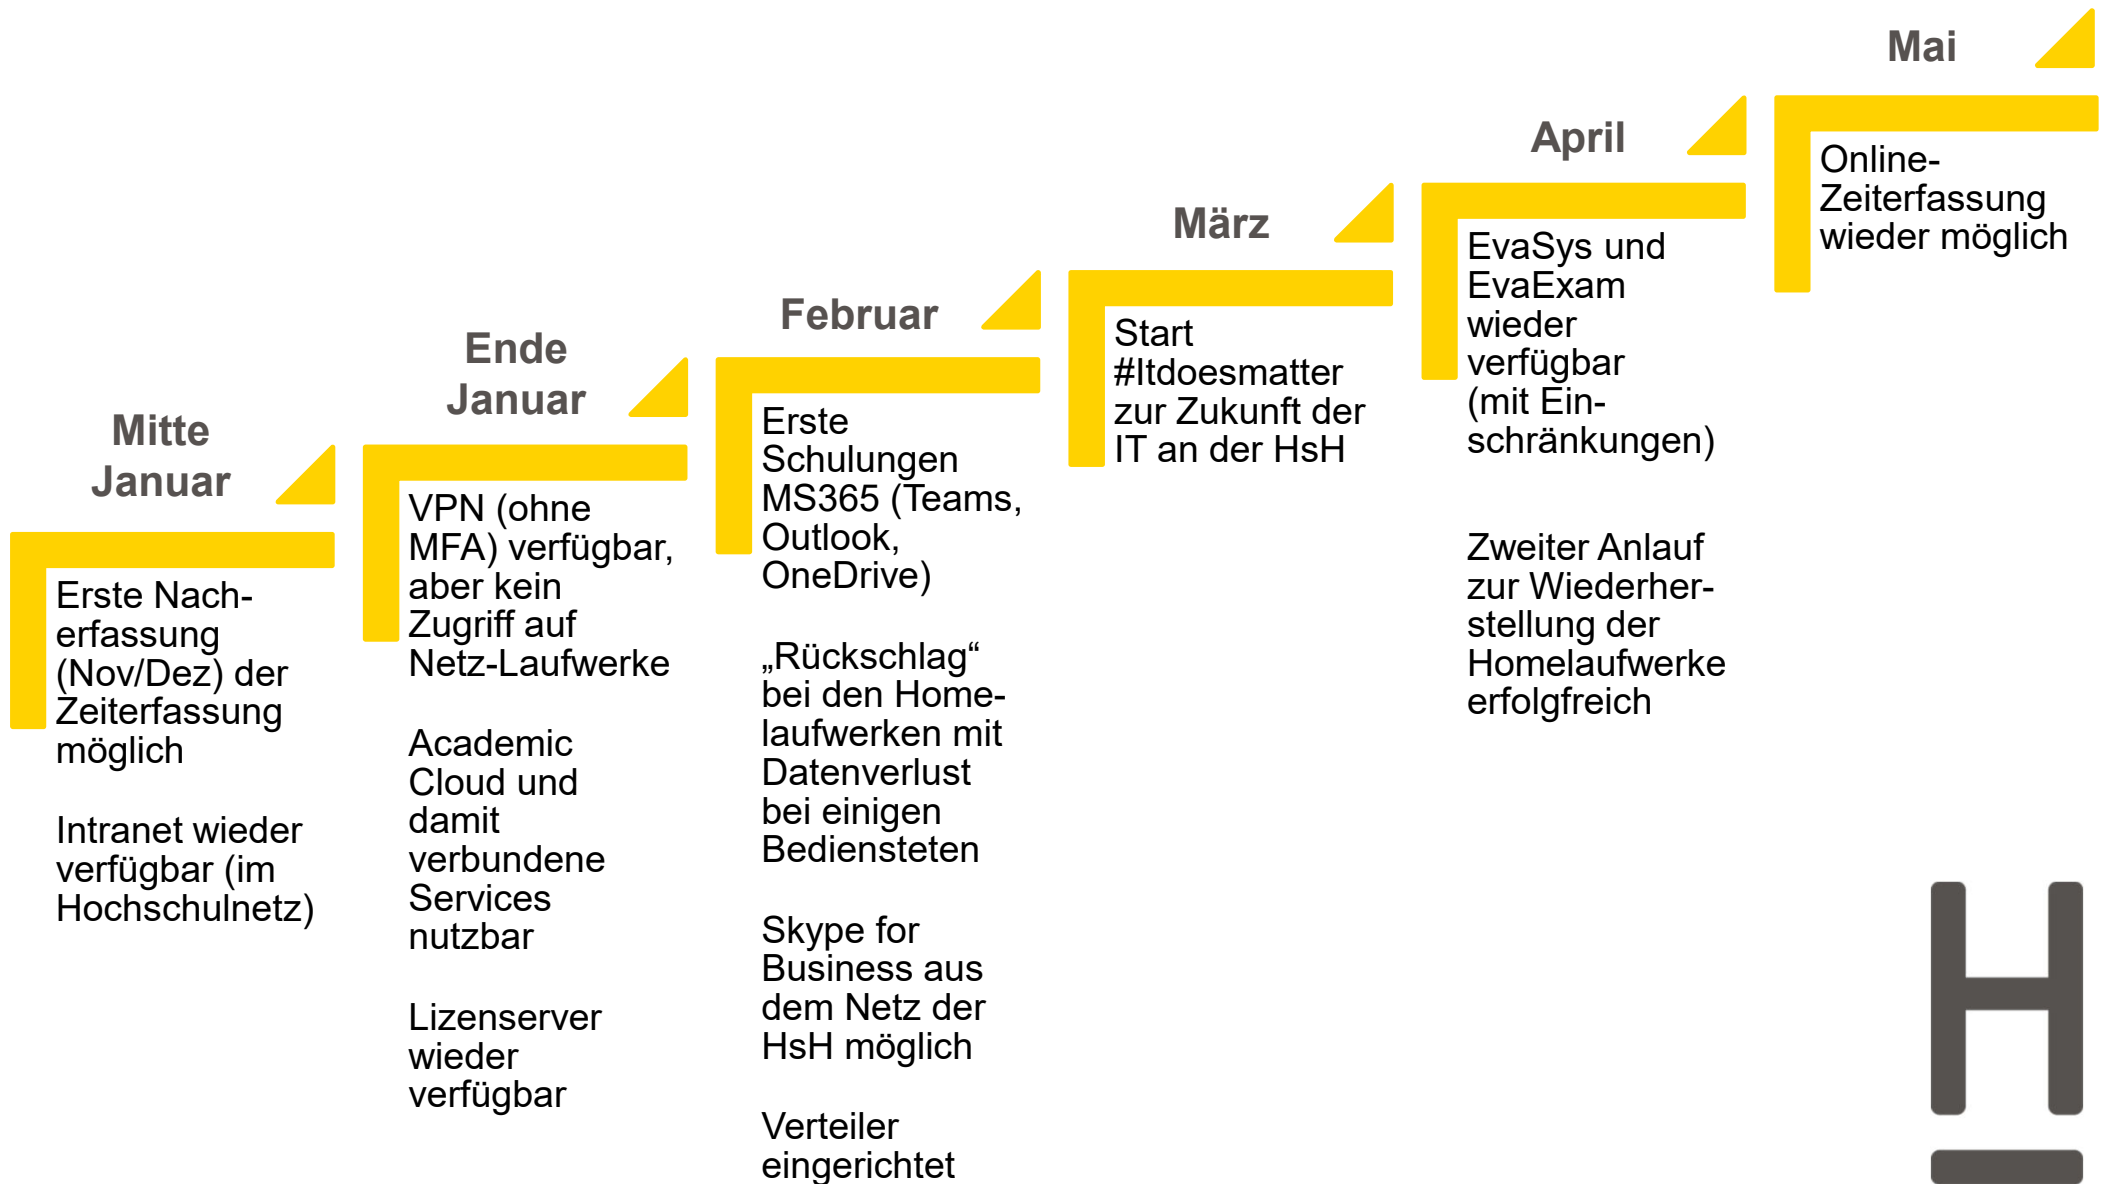 Mitte
Januar
Erste Nach-
erfassung
(Nov/Dez) der
Zeiterfassung
möglich
Intranet wieder
verfügbar (im
Hochschulnetz)
Ende
Januar
VPN (ohne
MFA) verfügbar,
aber kein
Zugriff auf
Netz-Laufwerke
Academic
Cloud und
damit
verbundene
Services
nutzbar
Lizenserver
wieder
verfügbar
Februar
Erste
Schulungen
MS365 (Teams,
Outlook,
OneDrive)
„Rückschlag“
bei den Home-
laufwerken mit
Datenverlust
bei einigen
Bediensteten
Skype for
Business aus
dem Netz der
HsH möglich
Verteiler
eingerichtet
März
Start
#Itdoesmatter
zur Zukunft der
IT an der HsH
April
EvaSys und
EvaExam
wieder
verfügbar
(mit Ein-
schränkungen)
Zweiter Anlauf
zur Wiederher-
stellung der
Homelaufwerke
erfolgfreich
Mai
Online-
Zeiterfassung
wieder möglich
H